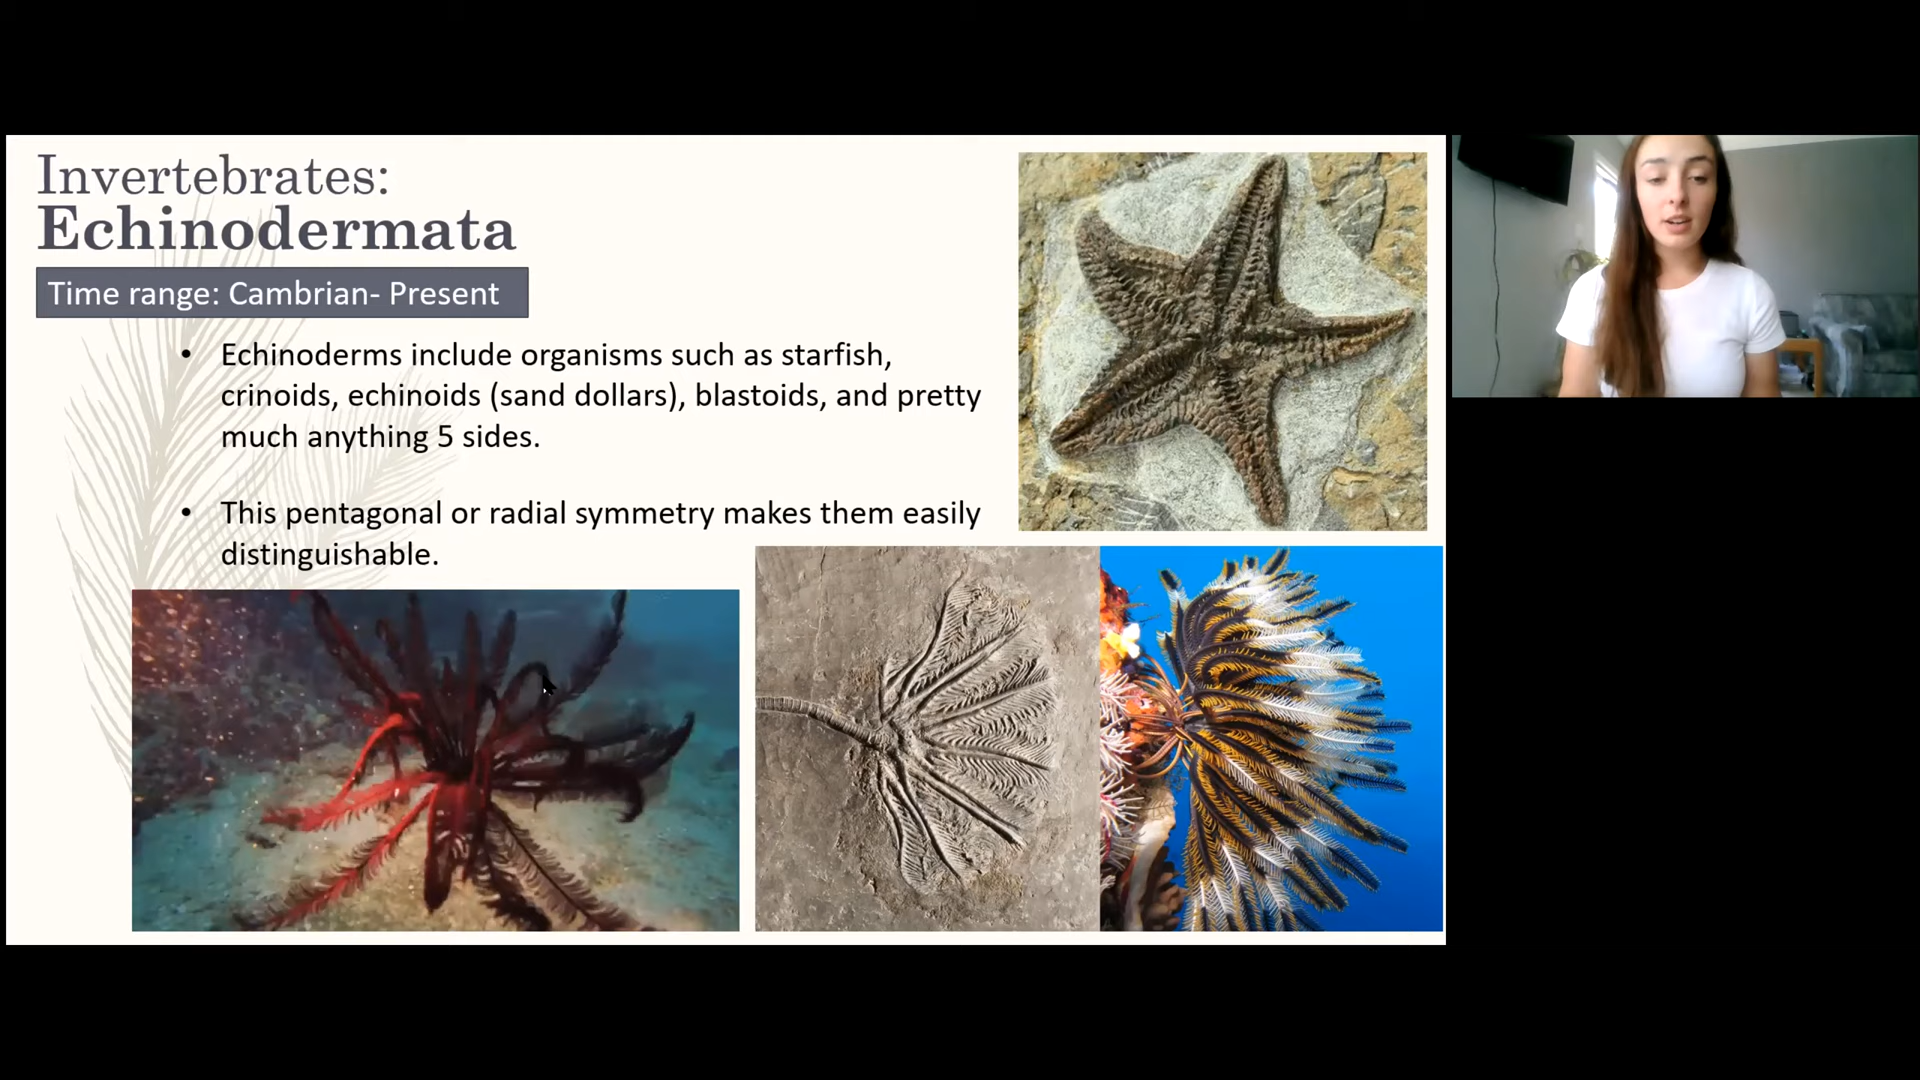 Invertebrates:
Echinodermata
Time range: Cambrian- Present
• Echinoderms include organisms such as starfish,
crinoids, echinoids (sand dollars), blastoids, and pretty
much anything 5 sides.
• This pentagonal or radial symmetry makes them easily
distinguishable.